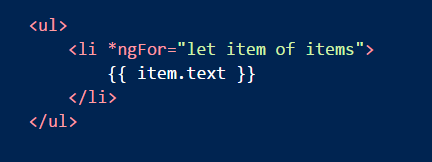 <ul>
    <li *ngFor="let item of items">
        {{ item.text }}
    </li>
</ul>